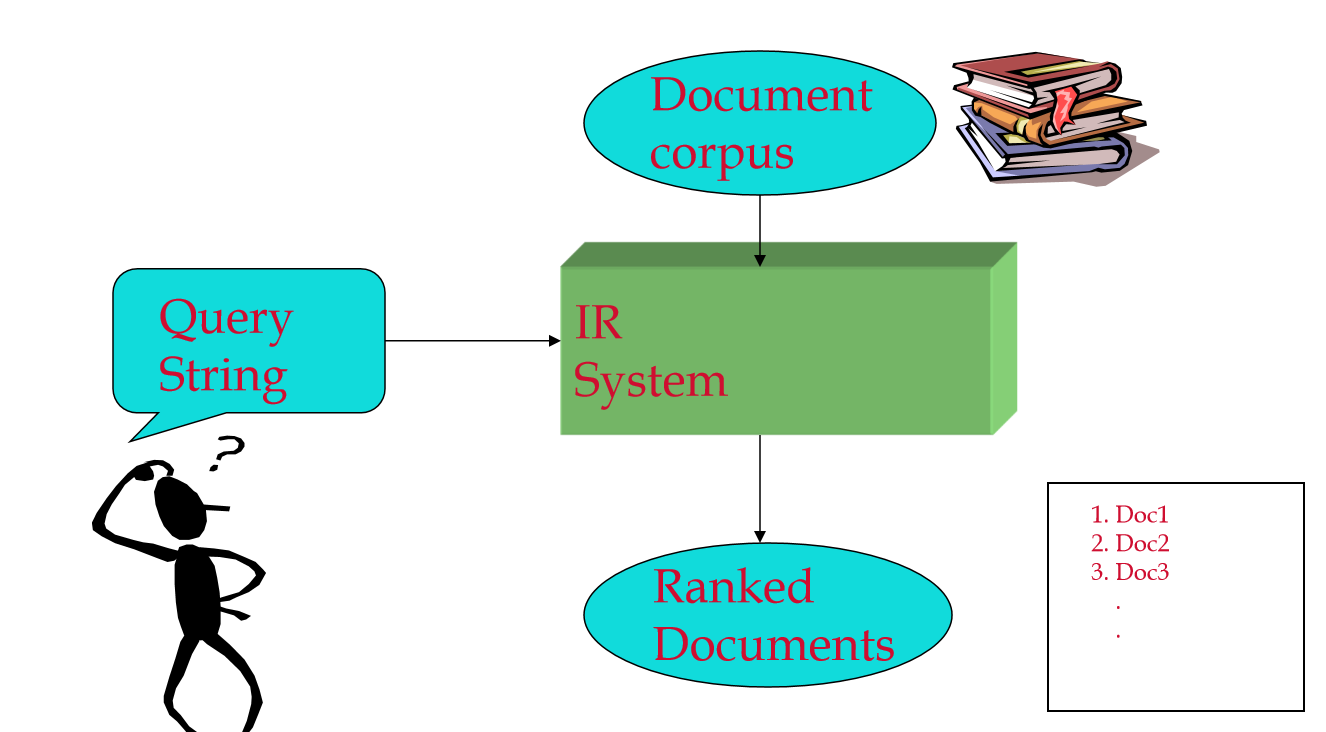 Document
corpus
Query
String
?
IR
System
Ranked
Documents
1. Doc1
2. Doc2
3. Doc3
.
.